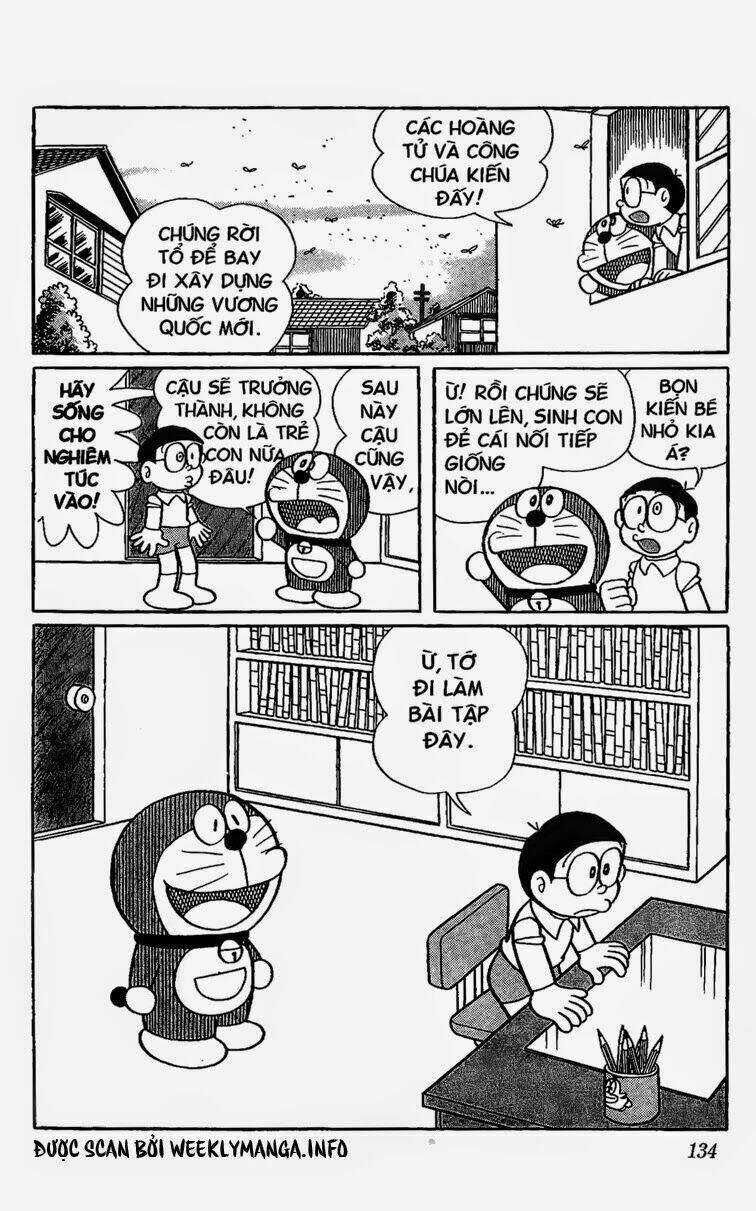 CÁC HOÀNG
TỬ VÀ CÔNG
CHÚA KIẾN
ĐẤY!
CHÚNG RỜI
TỔ ĐỂ BAY
ĐI XÂY DỰNG
NHỮNG VƯƠNG
QUỐC MỚI.
BỌN
KIẾN BÉ
NHỎ KIA
Á?
Ừ! RỒI CHÚNG SẼ
LỚN LÊN, SINH CON
ĐẺ CÁI NỐI TIẾP
GIỐNG
NÒI...
SAU
NÀY
CẬU
CŨNG
VẬY,
CẬU SẼ TRƯỞNG
THÀNH, KHÔNG
CÒN LÀ TRẺ
CON NỮA
ĐÂU!
HÃY
SỐNG
CHO
NGHIÊM
TÚC
VÀO!
Ừ, TỚ
ĐI LÀM
BÀI TẬP
ĐÂY.
ĐƯỢC SCAN BỞI WEEKLYMANGA.INFO
134